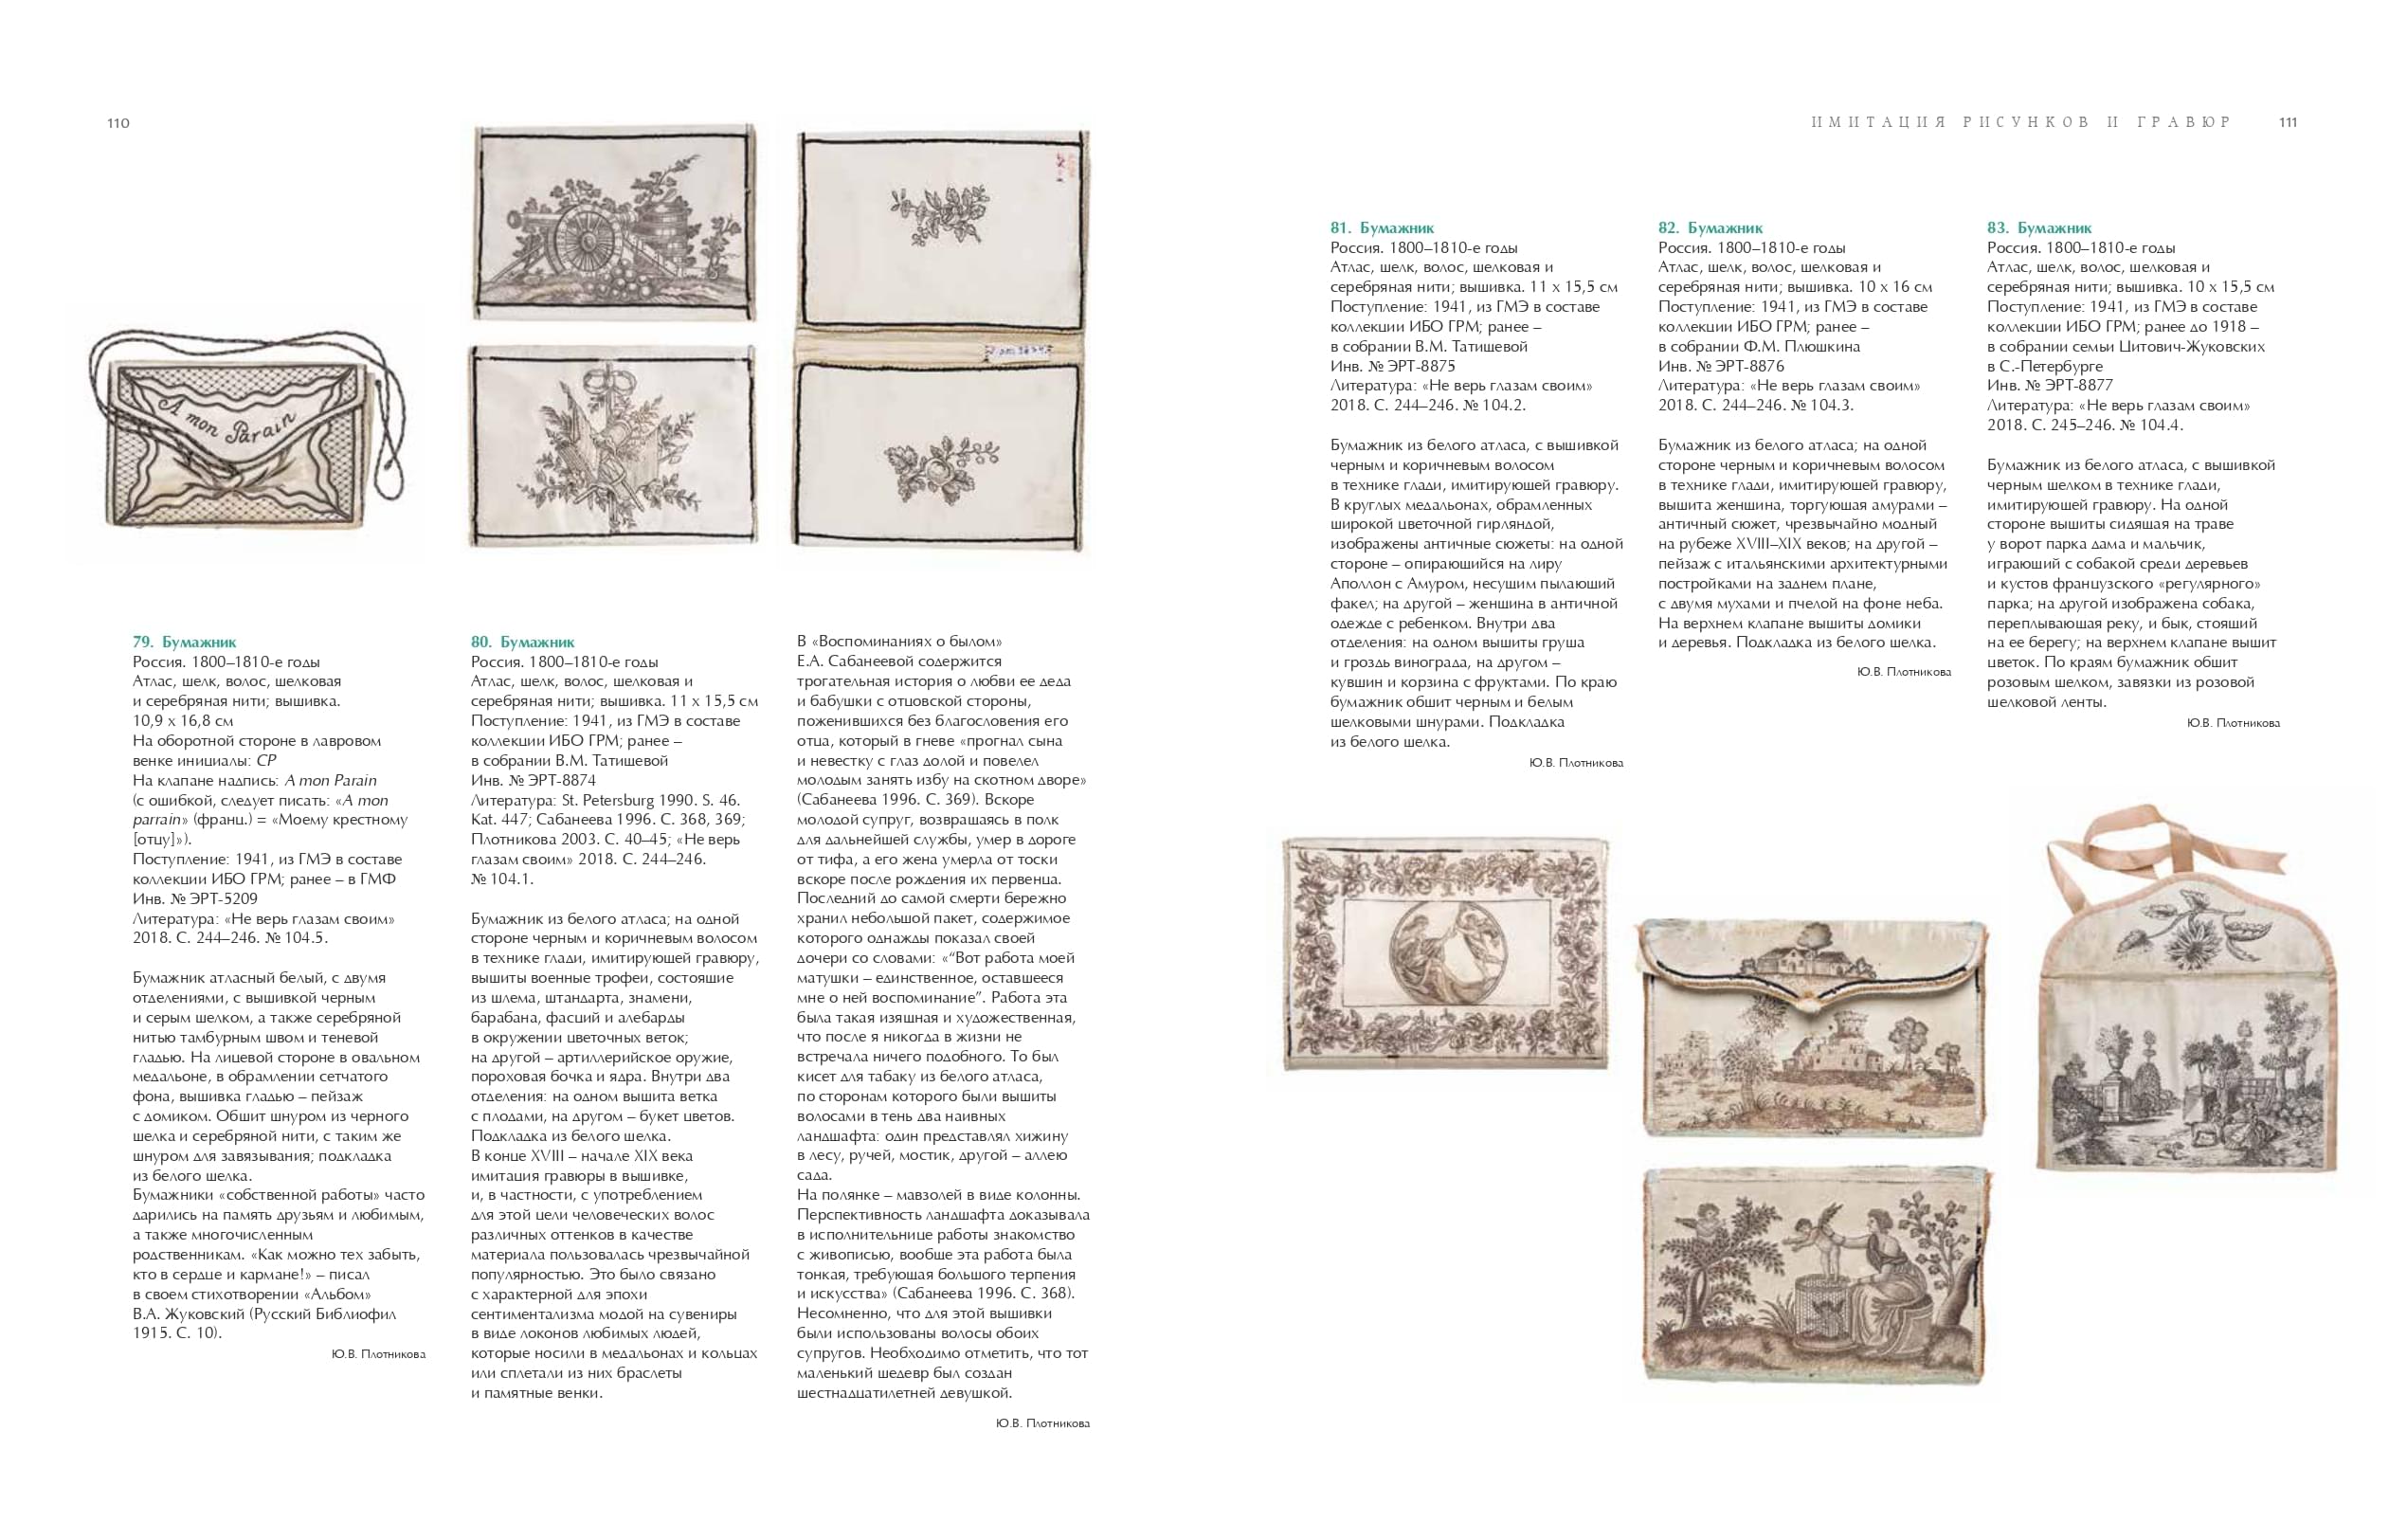 110
A mon Parain
79. Бумажник
Россия. 1800–1810-е годы
Атлас, шелк, волос, шелковая
и серебряная нити; вышивка.
10,9 x 16,8 см
На оборотной стороне в лавровом
венке инициалы: СР
На клапане надпись: A mon Parain
(с ошибкой, следует писать: «A mon
parrain» (франц.) = «Моему крестному
[отцу]»).
Поступление: 1941, из ГМЭ в составе
коллекции ИБО ГРМ; ранее – в ГМФ
Инв. № ЭРТ-5209
Литература: «Не верь глазам своим»
2018. С. 244–246. № 104.5.
Бумажник атласный белый, с двумя
отделениями, с вышивкой черным
и серым шелком, а также серебряной
нитью тамбурным швом и теневой
гладью. На лицевой стороне в овальном
медальоне, в обрамлении сетчатого
фона, вышивка гладью – пейзаж
с домиком. Обшит шнуром из черного
шелка и серебряной нити, с таким же
шнуром для завязывания; подкладка
из белого шелка.
Бумажники «собственной работы» часто
дарились на память друзьям и любимым,
а также многочисленным
родственникам. «Как можно тех забыть,
кто в сердце и кармане!» – писал
в своем стихотворении «Альбом»
В.А. Жуковский (Русский Библиофил
1915. С. 10).
Ю.В. Плотникова
80. Бумажник
Россия. 1800–1810-е годы
Атлас, шелк, волос, шелковая и
серебряная нити; вышивка. 11 x 15,5 см
Поступление: 1941, из ГМЭ в составе
коллекции ИБО ГРМ; ранее –
в собрании В.М. Татищевой
Инв. № ЭРТ-8874
Литература: St. Petersburg 1990. S. 46.
Kat. 447; Сабанеева 1996. С. 368, 369;
Плотникова 2003. С. 40–45; «Не верь
глазам своим» 2018. С. 244–246.
№ 104.1.
Бумажник из белого атласа; на одной
стороне черным и коричневым волосом
в технике глади, имитирующей гравюру,
вышиты военные трофеи, состоящие
из шлема, штандарта, знамени,
барабана, фасций и алебарды
в окружении цветочных веток;
на другой – артиллерийское оружие,
пороховая бочка и ядра. Внутри два
отделения: на одном вышита ветка
с плодами, на другом – букет цветов.
Подкладка из белого шелка.
В конце XVIII – начале XIX века
имитация гравюры в вышивке,
и, в частности, с употреблением
для этой цели человеческих волос
различных оттенков в качестве
материала пользовалась чрезвычайной
популярностью. Это было связано
с характерной для эпохи
сентиментализма модой на сувениры
в виде локонов любимых людей,
которые носили в медальонах и кольцах
или сплетали из них браслеты
и памятные венки.
В «Воспоминаниях о былом»
Е.А. Сабанеевой содержится
трогательная история о любви ее деда
и бабушки с отцовской стороны,
поженившихся без благословения его
отца, который в гневе «прогнал сына
и невестку с глаз долой и повелел
молодым занять избу на скотном дворе»
(Сабанеева 1996. С. 369). Вскоре
молодой супруг, возвращаясь в полк
для дальнейшей службы, умер в дороге
от тифа, а его жена умерла от тоски
вскоре после рождения их первенца.
Последний до самой смерти бережно
хранил небольшой пакет, содержимое
которого однажды показал своей
дочери со словами: «“Вот работа моей
матушки – единственное, оставшееся
мне о ней воспоминание”. Работа эта
была такая изящная и художественная,
что после я никогда в жизни не
встречала ничего подобного. То был
кисет для табаку из белого атласа,
по сторонам которого были вышиты
волосами в тень два наивных
ландшафта: один представлял хижину
в лесу, ручей, мостик, другой – аллею
сада.
На полянке – мавзолей в виде колонны.
Перспективность ландшафта доказывала
в исполнительнице работы знакомство
с живописью, вообще эта работа была
тонкая, требующая большого терпения
и искусства» (Сабанеева 1996. С. 368).
Несомненно, что для этой вышивки
были использованы волосы обоих
супругов. Необходимо отметить, что тот
маленький шедевр был создан
шестнадцатилетней девушкой.
Ю.В. Плотникова
ИМИТАЦИЯ РИСУНКОВ И ГРАВЮР 111
81. Бумажник
Россия. 1800–1810-е годы
Атлас, шелк, волос, шелковая и
серебряная нити; вышивка. 11 x 15,5 см
Поступление: 1941, из ГМЭ в составе
коллекции ИБО ГРМ; ранее –
в собрании В.М. Татищевой
Инв. № ЭРТ-8875
Литература: «Не верь глазам своим»
2018. С. 244–246. № 104.2.
Бумажник из белого атласа, с вышивкой
черным и коричневым волосом
в технике глади, имитирующей гравюру.
В круглых медальонах, обрамленных
широкой цветочной гирляндой,
изображены античные сюжеты: на одной
стороне – опирающийся на лиру
Аполлон с Амуром, несущим пылающий
факел; на другой – женщина в античной
одежде с ребенком. Внутри два
отделения: на одном вышиты груша
и гроздь винограда, на другом –
кувшин и корзина с фруктами. По краю
бумажник обшит черным и белым
шелковыми шнурами. Подкладка
из белого шелка.
Ю.В. Плотникова
82. Бумажник
Россия. 1800–1810-е годы
Атлас, шелк, волос, шелковая и
серебряная нити; вышивка. 10 x 16 см
Поступление: 1941, из ГМЭ в составе
коллекции ИБО ГРМ; ранее –
в собрании Ф.М. Плюшкина
Инв. № ЭРТ-8876
Литература: «Не верь глазам своим»
2018. С. 244–246. № 104.3.
Бумажник из белого атласа; на одной
стороне черным и коричневым волосом
в технике глади, имитирующей гравюру,
вышита женщина, торгующая амурами –
античный сюжет, чрезвычайно модный
на рубеже XVIII–XIX веков; на другой –
пейзаж с итальянскими архитектурными
постройками на заднем плане,
с двумя мухами и пчелой на фоне неба.
На верхнем клапане вышиты домики
и деревья. Подкладка из белого шелка.
Ю.В. Плотникова
83. Бумажник
Россия. 1800–1810-е годы
Атлас, шелк, волос, шелковая и
серебряная нити; вышивка. 10 x 15,5 см
Поступление: 1941, из ГМЭ в составе
коллекции ИБО ГРМ; ранее до 1918 –
в собрании семьи Цитович-Жуковских
в С.-Петербурге
Инв. № ЭРТ-8877
Литература: «Не верь глазам своим»
2018. С. 245–246. № 104.4.
Бумажник из белого атласа, с вышивкой
черным шелком в технике глади,
имитирующей гравюру. На одной
стороне вышиты сидящая на траве
у ворот парка дама и мальчик,
играющий с собакой среди деревьев
и кустов французского «регулярного»
парка; на другой изображена собака,
переплывающая реку, и бык, стоящий
на ее берегу; на верхнем клапане вышит
цветок. По краям бумажник обшит
розовым шелком, завязки из розовой
шелковой ленты.
Ю.В. Плотникова